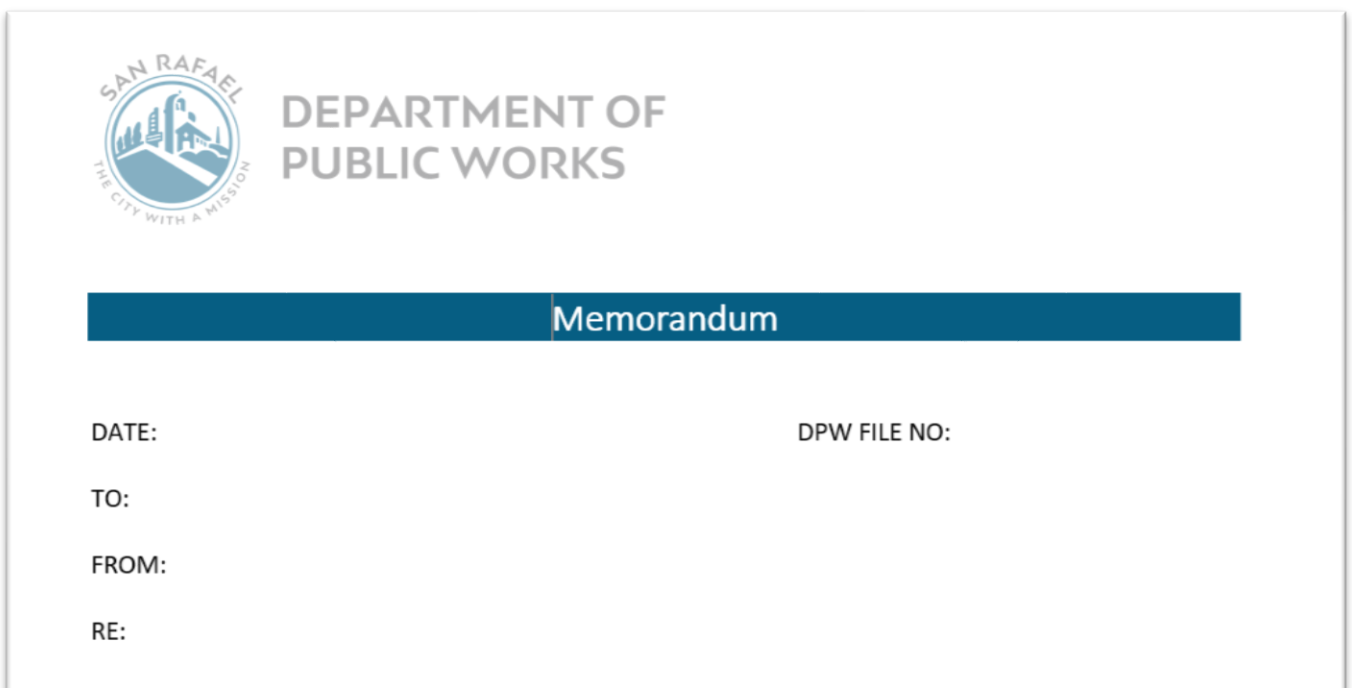 SAN RAFAEL
THE CITY WITH A MISSION
DEPARTMENT OF
PUBLIC WORKS
Memorandum
DATE: DPW FILE NO:
TO:
FROM:
RE: